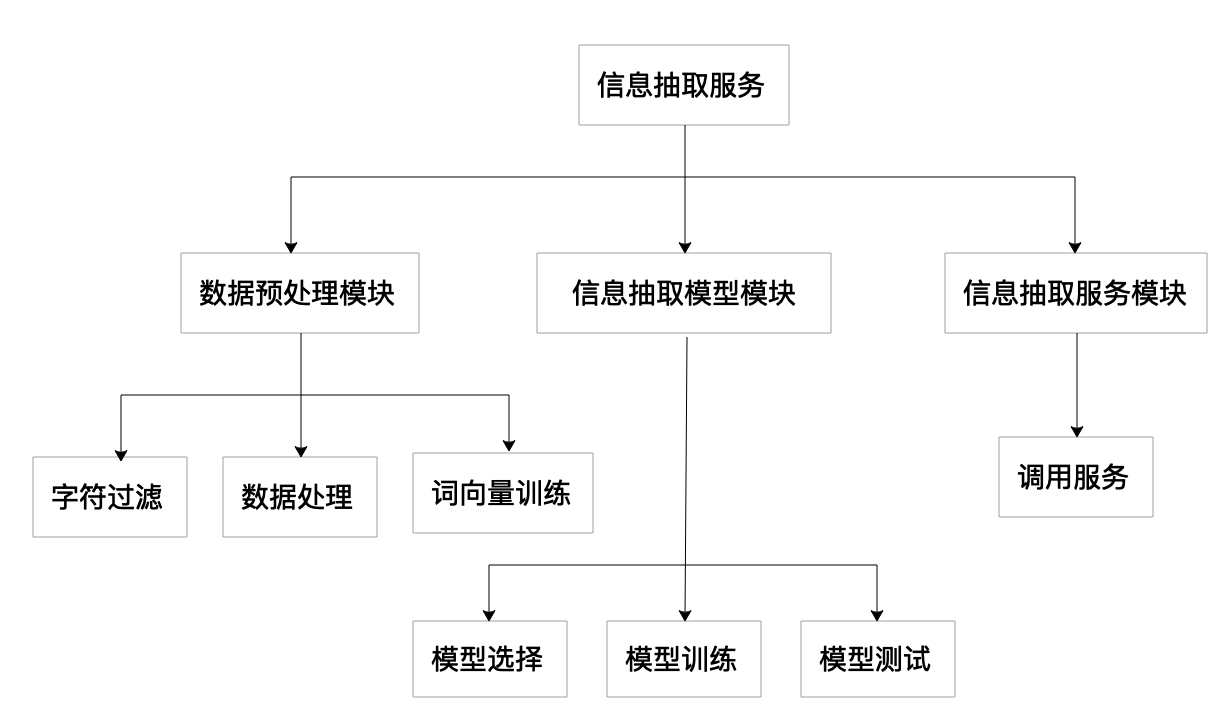 信息抽取服务
数据预处理模块
信息抽取模型模块
信息抽取服务模块
字符过滤
数据处理
词向量训练
调用服务
模型选择
模型训练
模型测试